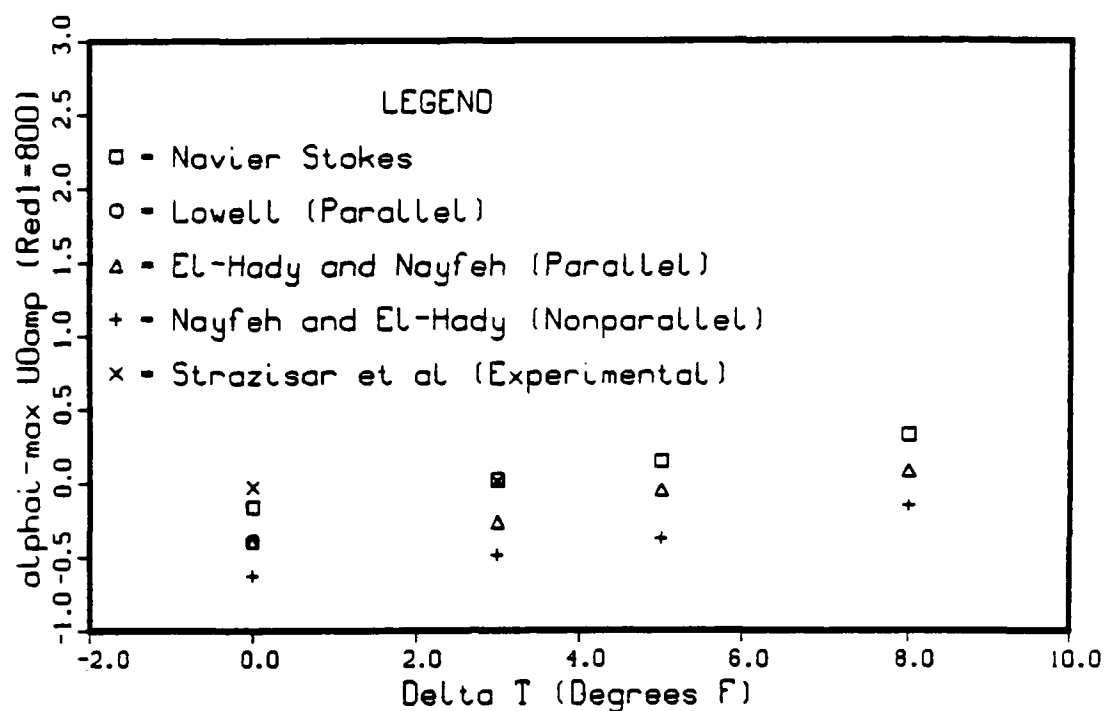 LEGEND
□ - Navier Stokes
○ - Lowell (Parallel)
△ - El-Hady and Nayfeh (Parallel)
+ - Nayfeh and El-Hady (Nonparallel)
× - Strazisar et al (Experimental)
alphai-max U0amp (Red1=800)
3.0
2.5
2.0
1.5
1.0
0.5
0.0
-0.5
-1.0
-2.0 0.0 2.0 4.0 6.0 8.0 10.0
Delta T (Degrees F)